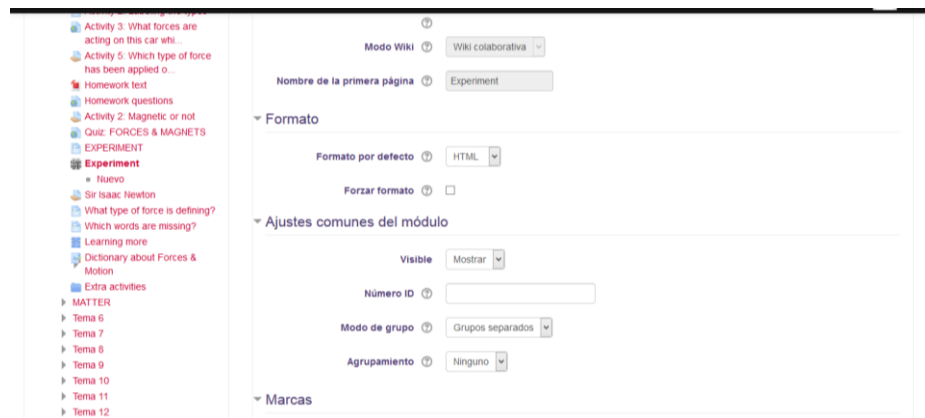 Activity 3: What forces are
acting on this car whi...
Activity 5: Which type of force
has been applied o...
Homework text
Homework questions
Activity 2: Magnetic or not
Quiz: FORCES & MAGNETS
EXPERIMENT
Experiment
Nuevo
Sir Isaac Newton
What type of force is defining?
Which words are missing?
Learning more
Dictionary about Forces &
Motion
Extra activities
MATTER
Tema 6
Tema 7
Tema 8
Tema 9
Tema 10
Tema 11
Tema 12
Modo Wiki
Wiki colaborativa
Nombre de la primera página
Experiment
Formato
Formato por defecto
HTML
Forzar formato
Ajustes comunes del módulo
Visible
Mostrar
Número ID
Modo de grupo
Grupos separados
Agrupamiento
Ninguno
Marcas